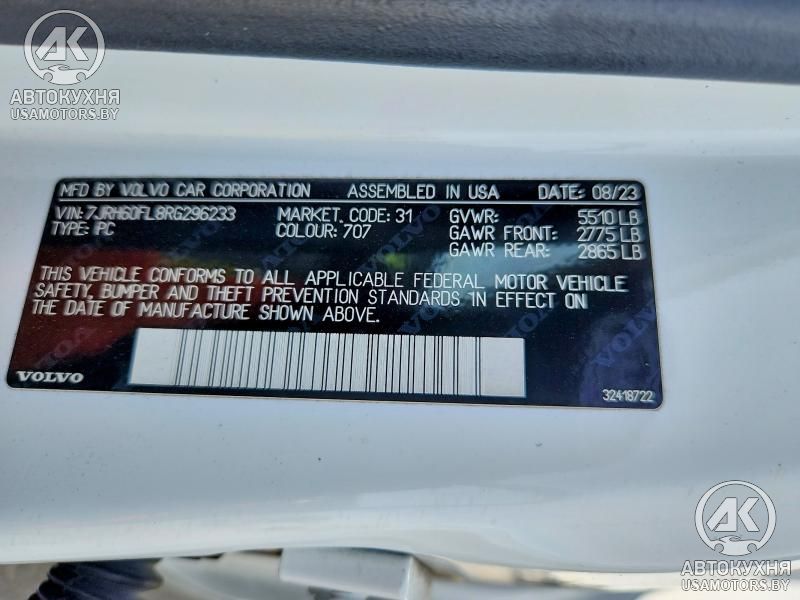 AK
АВТОКУХНЯ
USAMOTORS.BY
MFD BY VOLVO CAR CORPORATION ASSEMBLED IN USA DATE: 08/23
VIN: 7JRH60FL8RG296233 MARKET. CODE: 31 GVWR: 5510 LB
TYPE: PC COLOUR: 707 GAWR FRONT: 2775 LB
GAWR REAR: 2865 LB
THIS VEHICLE CONFORMS TO ALL APPLICABLE FEDERAL MOTOR VEHICLE
SAFETY, BUMPER AND THEFT PREVENTION STANDARDS IN EFFECT ON
THE DATE OF MANUFACTURE SHOWN ABOVE.
VOLVO
32418722
AK
АВТОКУХНЯ
USAMOTORS.BY